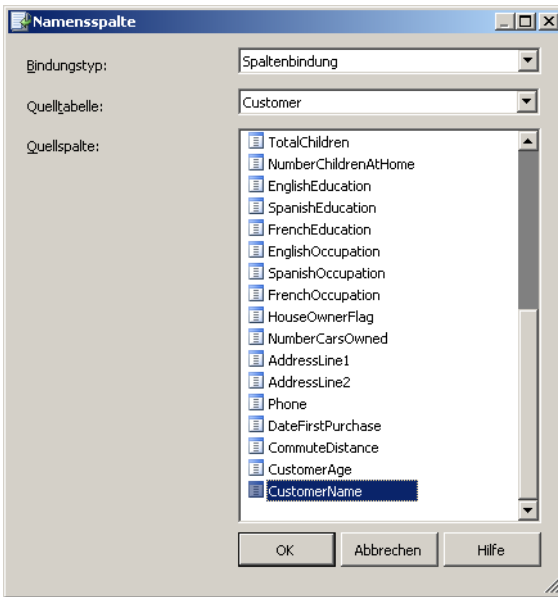 Namensspalte
Bindungstyp: Spaltenbindung
Quelltabelle: Customer
Quellspalte:
TotalChildren
NumberChildrenAtHome
EnglishEducation
SpanishEducation
FrenchEducation
EnglishOccupation
SpanishOccupation
FrenchOccupation
HouseOwnerFlag
NumberCarsOwned
AddressLine1
AddressLine2
Phone
DateFirstPurchase
CommuteDistance
CustomerAge
CustomerName
OK Abbrechen Hilfe